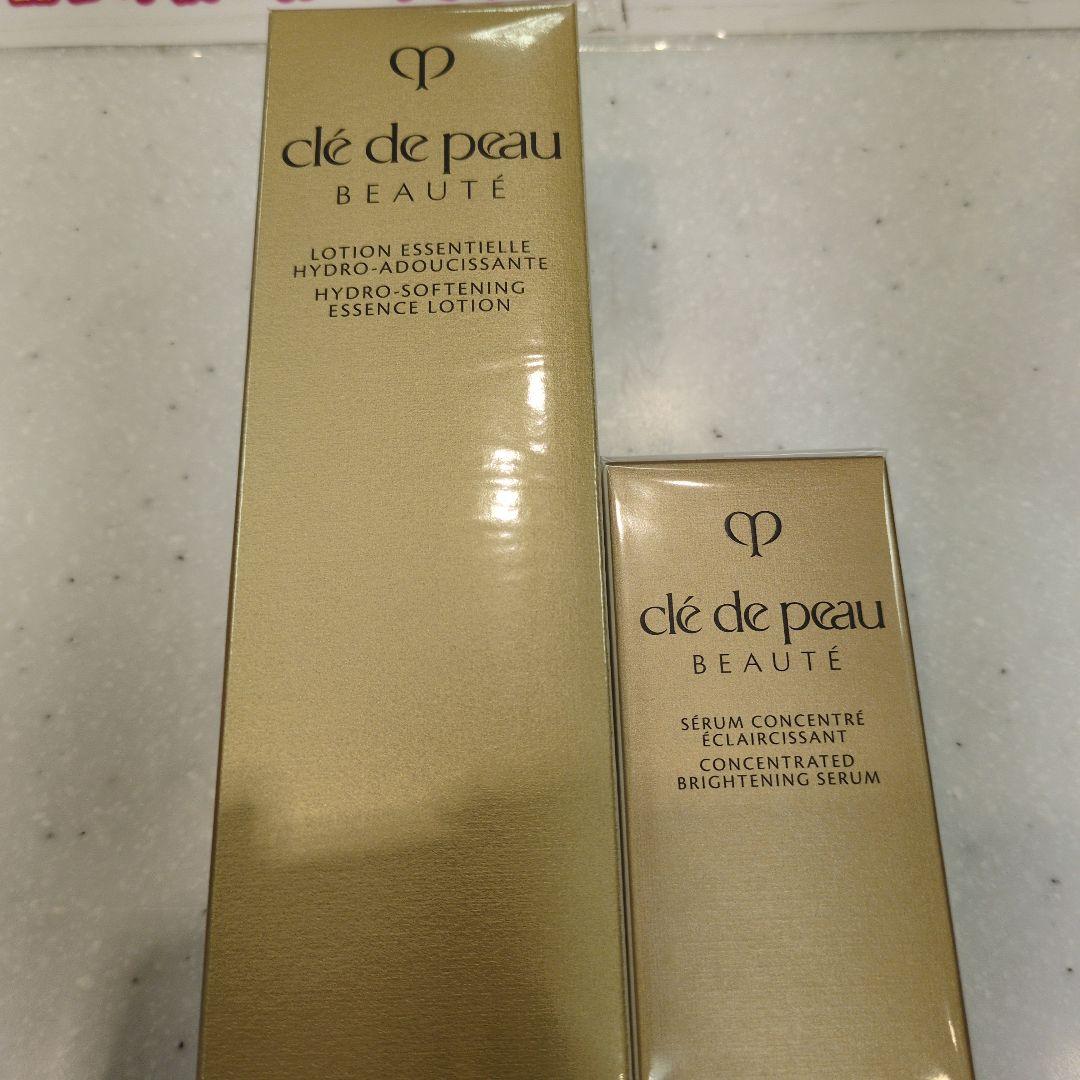 clé de peau
BEAUTÉ
LOTION ESSENTIELLE
HYDRO-ADOUCISSANTE
HYDRO-SOFTENING
ESSENCE LOTION
clé de peau
BEAUTÉ
SÉRUM CONCENTRÉ
ÉCLAIRCISSANT
CONCENTRATED
BRIGHTENING SERUM